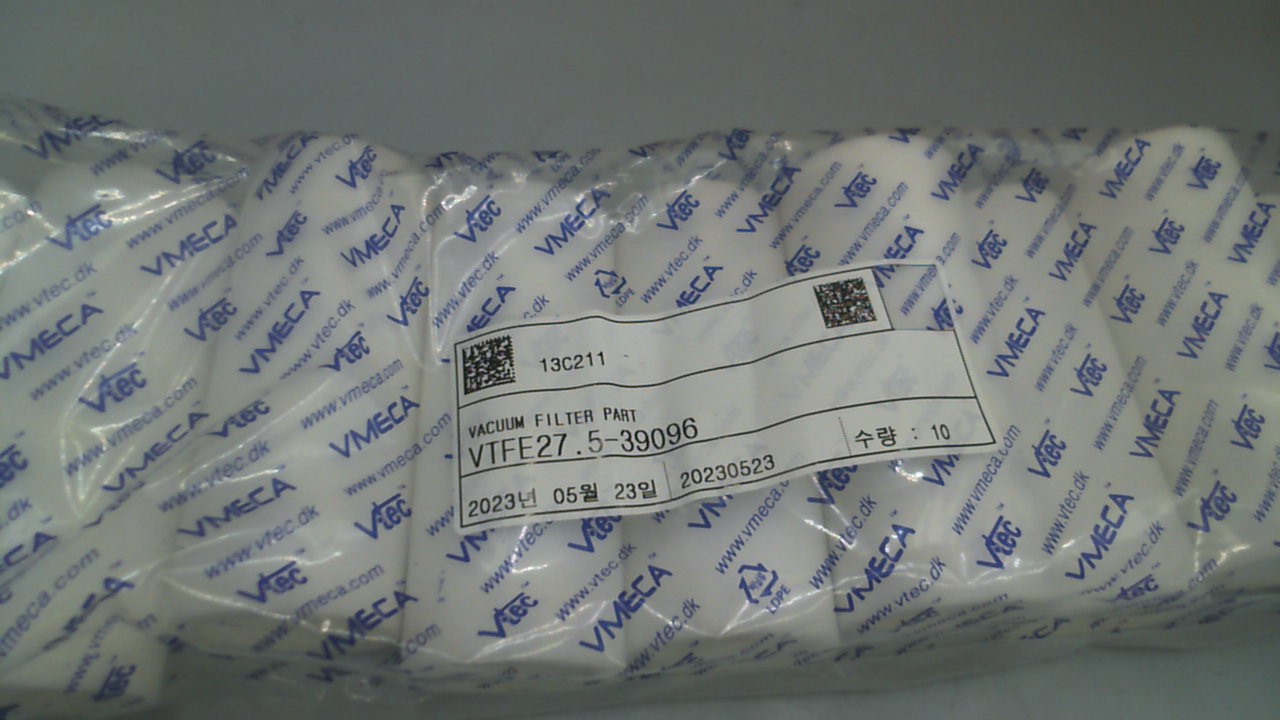 13C211
VACUUM FILTER PART
VTFE27.5-39096
2023년 05월 23일
20230523
수량 : 10
VMECA
www.vmeca.com
Vtec
www.vtec.dk
LDPE